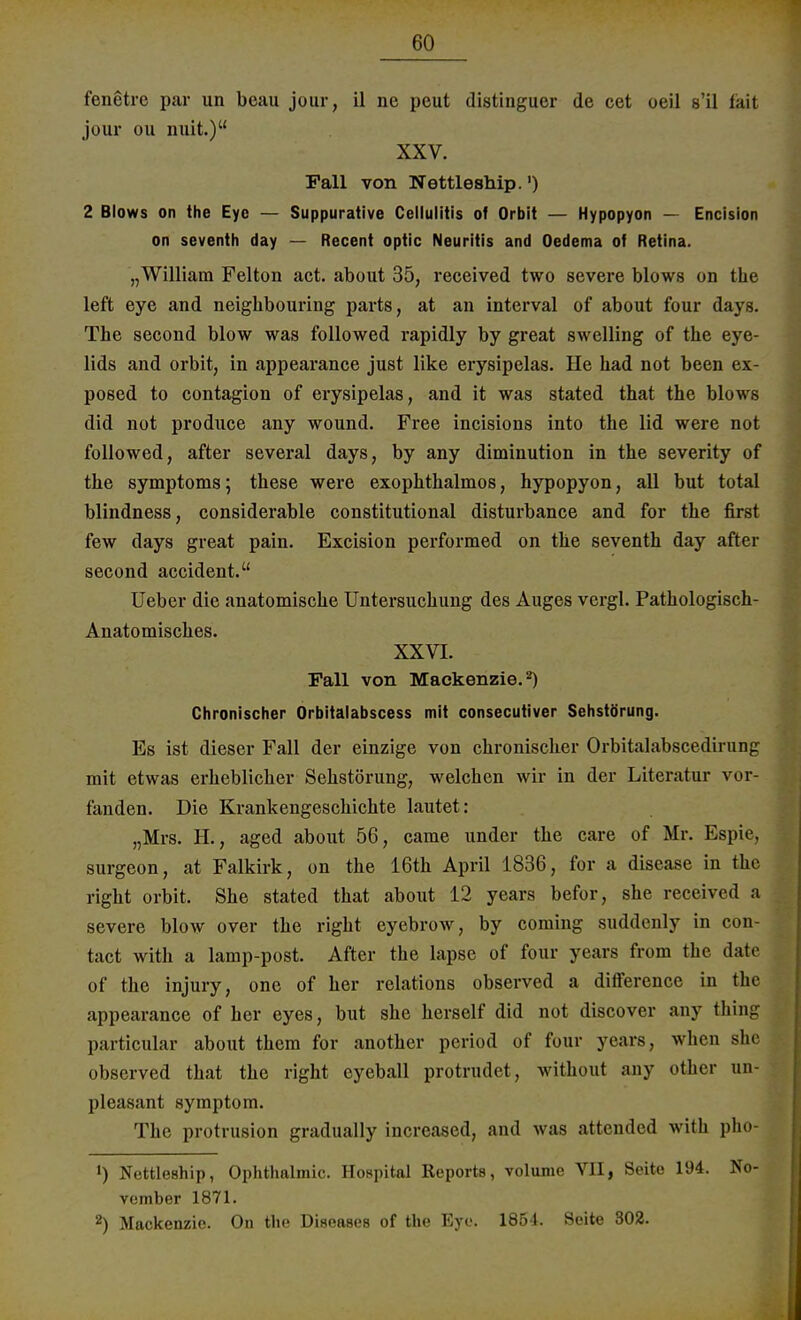 60
fenêtre par un beau jour, il ne peut distinguer de cet oeil s'il fait
jour ou nuit.)“
XXV.
Fall von Nettleship.¹)
2 Blows on the Eye — Suppurative Cellulitis of Orbit — Hypopyon — Encision
on seventh day — Recent optic Neuritis and Oedema of Retina.
„William Felton act. about 35, received two severe blows on the
left eye and neighbouring parts, at an interval of about four days.
The second blow was followed rapidly by great swelling of the eye-
lids and orbit, in appearance just like erysipelas. He had not been ex-
posed to contagion of erysipelas, and it was stated that the blows
did not produce any wound. Free incisions into the lid were not
followed, after several days, by any diminution in the severity of
the symptoms; these were exophthalmos, hypopyon, all but total
blindness, considerable constitutional disturbance and for the first
few days great pain. Excision performed on the seventh day after
second accident.“
Ueber die anatomische Untersuchung des Auges vergl. Pathologisch-
Anatomisches.
XXVI.
Fall von Mackenzie.²)
Chronischer Orbitalabscess mit consecutiver Sehstörung.
Es ist dieser Fall der einzige von chronischer Orbitalabscedirung
mit etwas erheblicher Sehstörung, welchen wir in der Literatur vor-
fanden. Die Krankengeschichte lautet:
„Mrs. H., aged about 56, came under the care of Mr. Espie,
surgeon, at Falkirk, on the 16th April 1836, for a disease in the
right orbit. She stated that about 12 years befor, she received a
severe blow over the right eyebrow, by coming suddenly in con-
tact with a lamp-post. After the lapse of four years from the date
of the injury, one of her relations observed a difference in the
appearance of her eyes, but she herself did not discover any thing
particular about them for another period of four years, when she
observed that the right eyeball protrudet, without any other un-
pleasant symptom.
The protrusion gradually increased, and was attended with pho-
¹) Nettleship, Ophthalmic. Hospital Reports, volume VII, Seite 194. No-
vember 1871.
²) Mackenzie. On the Diseases of the Eye. 1854. Seite 302.